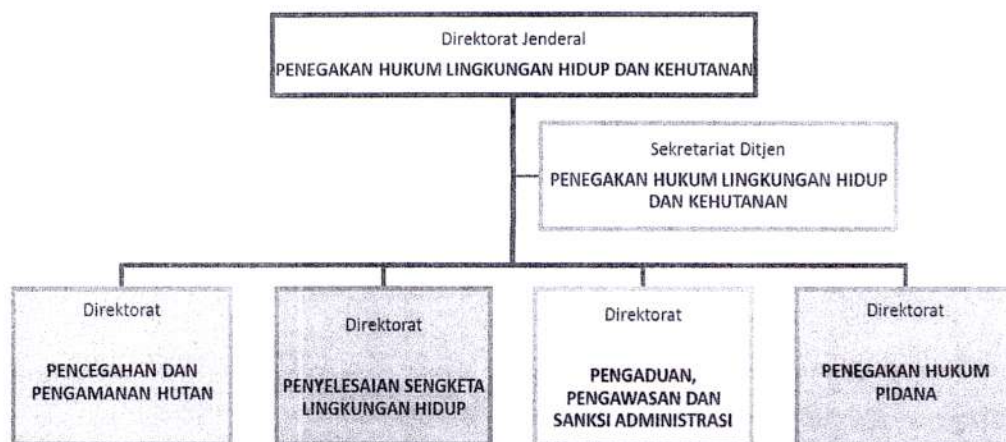 Direktorat Jenderal
PENEGAKAN HUKUM LINGKUNGAN HIDUP DAN KEHUTANAN
Sekretariat Ditjen
PENEGAKAN HUKUM LINGKUNGAN HIDUP
DAN KEHUTANAN
Direktorat
PENCEGAHAN DAN
PENGAMANAN HUTAN
Direktorat
PENYELESAIAN SENGKETA
LINGKUNGAN HIDUP
Direktorat
PENGADUAN,
PENGAWASAN DAN
SANKSI ADMINISTRASI
Direktorat
PENEGAKAN HUKUM
PIDANA